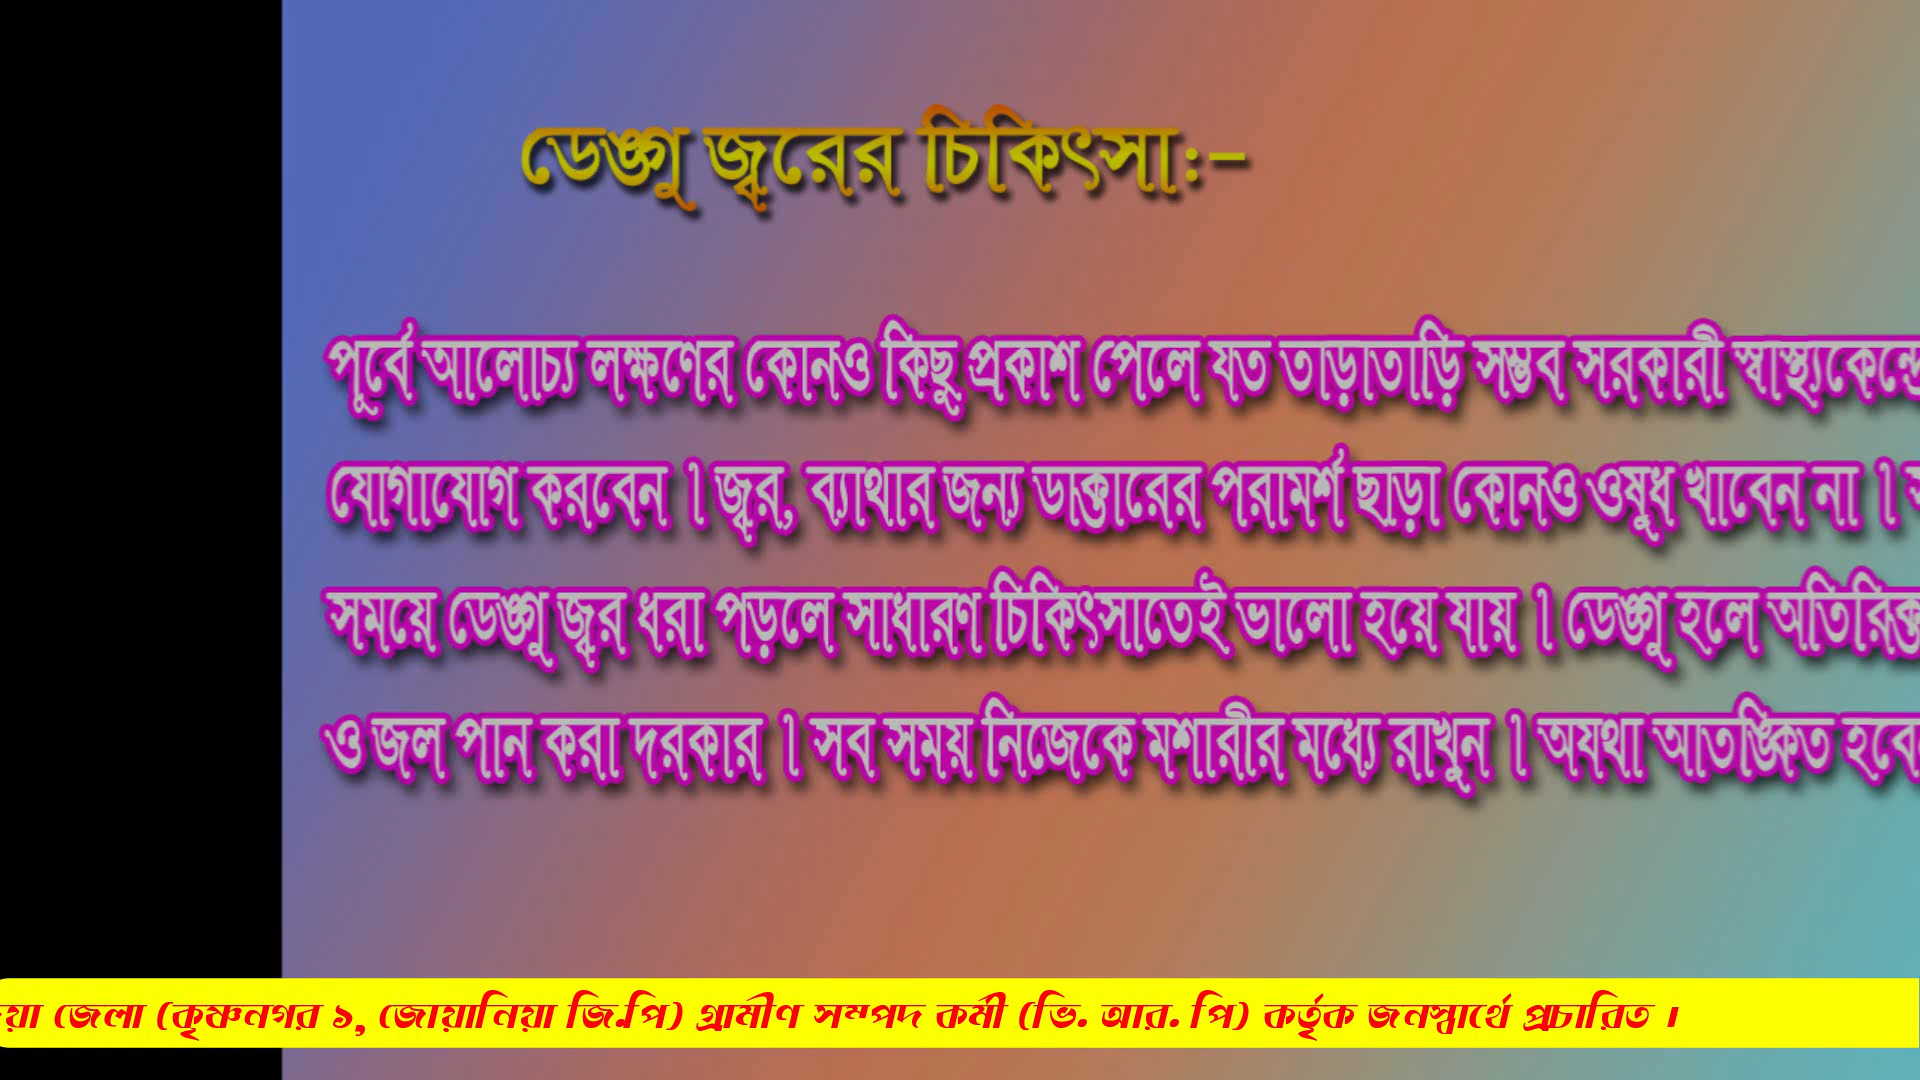 ডেঙ্গু জ্বরের চিকিৎসা:-
পূর্বে আলোচ্য লক্ষণের কোনও কিছু প্রকাশ পেলে যত তাড়াতাড়ি সম্ভব সরকারী স্বাস্থ্যকেন্দ্রে
যোগাযোগ করবেন । জ্বর, ব্যাথার জন্য ডাক্তারের পরামর্শ ছাড়া কোনও ওষুধ খাবেন না ।
সময়ে ডেঙ্গু জ্বর ধরা পড়লে সাধারণ চিকিৎসাতেই ভালো হয়ে যায় । ডেঙ্গু হলে অতিরিক্ত
ও জল পান করা দরকার । সব সময় নিজেকে মশারীর মধ্যে রাখুন । অযথা আতঙ্কিত হবে
জেলা (কৃষ্ণনগর ১, জোয়ানিয়া জি.পি) গ্রামীণ সম্পদ কর্মী (ভি. আর. পি) কর্তৃক জনস্বার্থে প্রচারিত ।